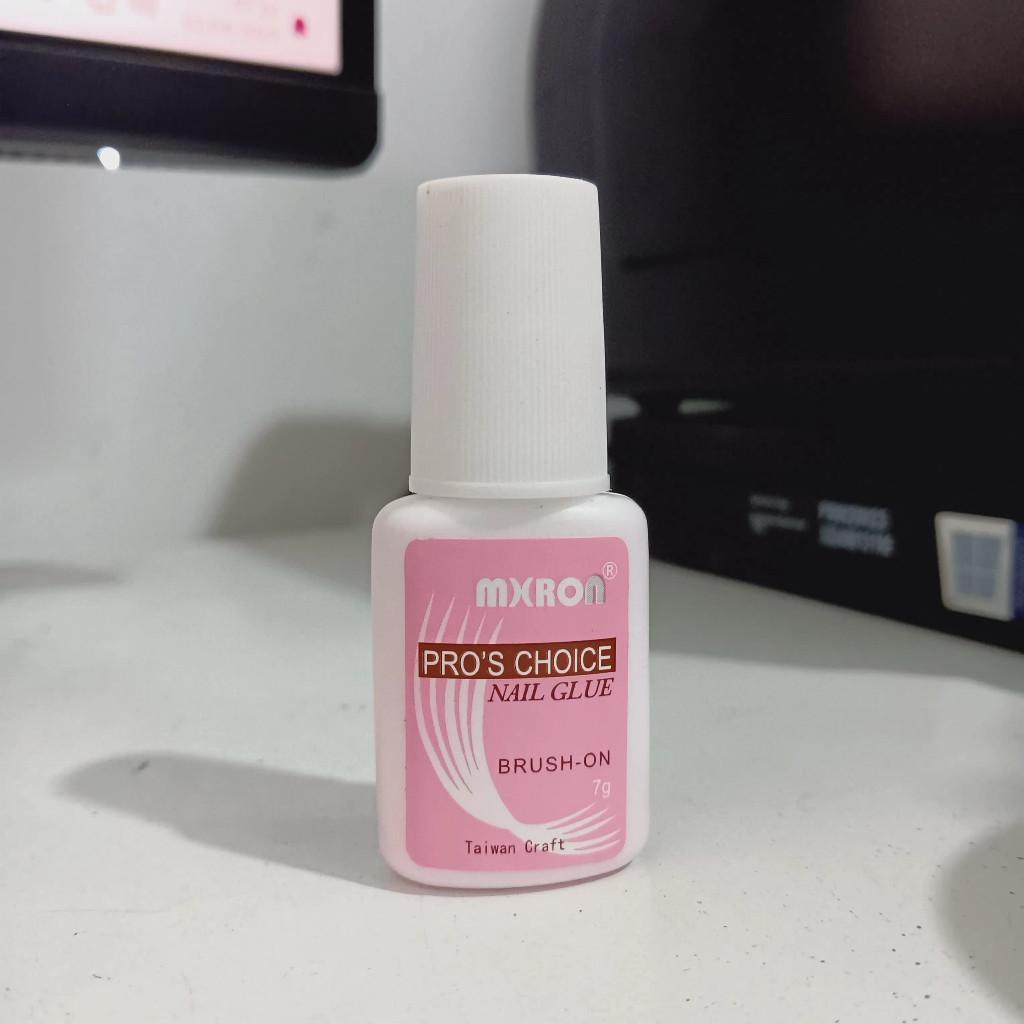 MXRON®
PRO'S CHOICE
NAIL GLUE
BRUSH-ON
7g
Taiwan Craft